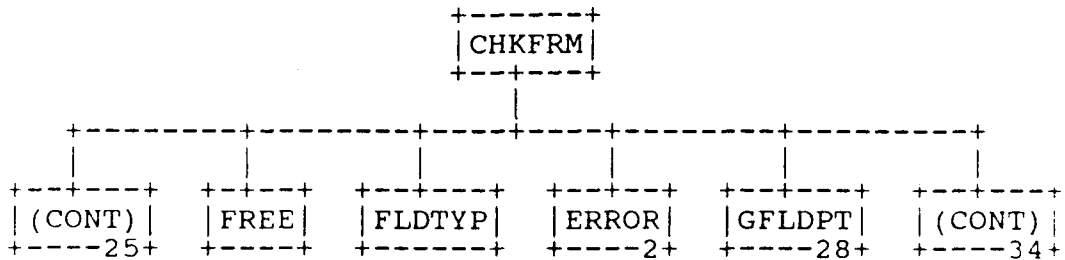 CHKFRM
(CONT) FREE FLDTYP ERROR GFLDPT (CONT)
25 2 28 34